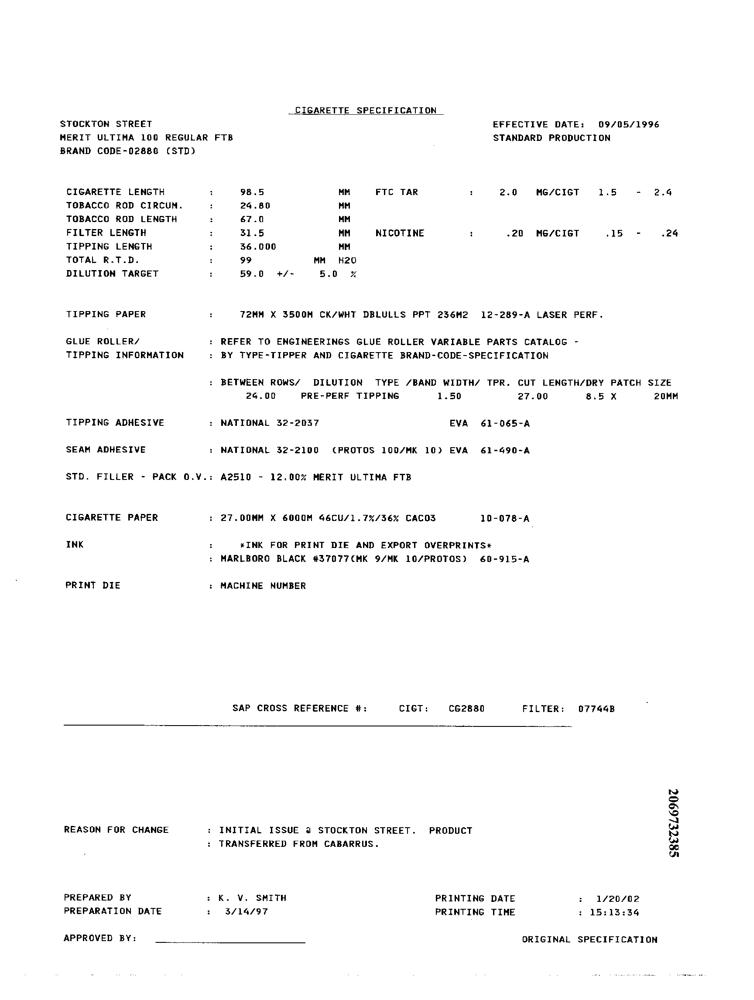 CIGARETTE SPECIFICATION
STOCKTON STREET EFFECTIVE DATE: 09/05/1996
MERIT ULTIMA 100 REGULAR FTB STANDARD PRODUCTION
BRAND CODE-02880 (STD)
CIGARETTE LENGTH : 98.5 MM FTC TAR : 2.0 MG/CIGT 1.5 - 2.4
TOBACCO ROD CIRCUM. : 24.80 MM
TOBACCO ROD LENGTH : 67.0 MM
FILTER LENGTH : 31.5 MM NICOTINE : .20 MG/CIGT .15 - .24
TIPPING LENGTH : 36.000 MM
TOTAL R.T.D. : 99 MM H2O
DILUTION TARGET : 59.0 +/- 5.0 %
TIPPING PAPER : 72MM X 3500M CK/WHT DBLULLS PPT 236M2 12-289-A LASER PERF.
GLUE ROLLER/ : REFER TO ENGINEERINGS GLUE ROLLER VARIABLE PARTS CATALOG -
TIPPING INFORMATION : BY TYPE-TIPPER AND CIGARETTE BRAND-CODE-SPECIFICATION
: BETWEEN ROWS/ DILUTION TYPE /BAND WIDTH/ TPR. CUT LENGTH/DRY PATCH SIZE
24.00 PRE-PERF TIPPING 1.50 27.00 8.5 X 20MM
TIPPING ADHESIVE : NATIONAL 32-2037 EVA 61-065-A
SEAM ADHESIVE : NATIONAL 32-2100 (PROTOS 100/MK 10) EVA 61-490-A
STD. FILLER - PACK O.V.: A2510 - 12.00% MERIT ULTIMA FTB
CIGARETTE PAPER : 27.00MM X 6000M 46CU/1.7%/36% CACO3 10-078-A
INK : *INK FOR PRINT DIE AND EXPORT OVERPRINTS*
: MARLBORO BLACK #37077(MK 9/MK 10/PROTOS) 60-915-A
PRINT DIE : MACHINE NUMBER
SAP CROSS REFERENCE #: CIGT: CG2880 FILTER: 07744B
20697322385
REASON FOR CHANGE : INITIAL ISSUE @ STOCKTON STREET. PRODUCT
: TRANSFERRED FROM CABARRUS.
PREPARED BY : K. V. SMITH PRINTING DATE : 1/20/02
PREPARATION DATE : 3/14/97 PRINTING TIME : 15:13:34
APPROVED BY: ORIGINAL SPECIFICATION